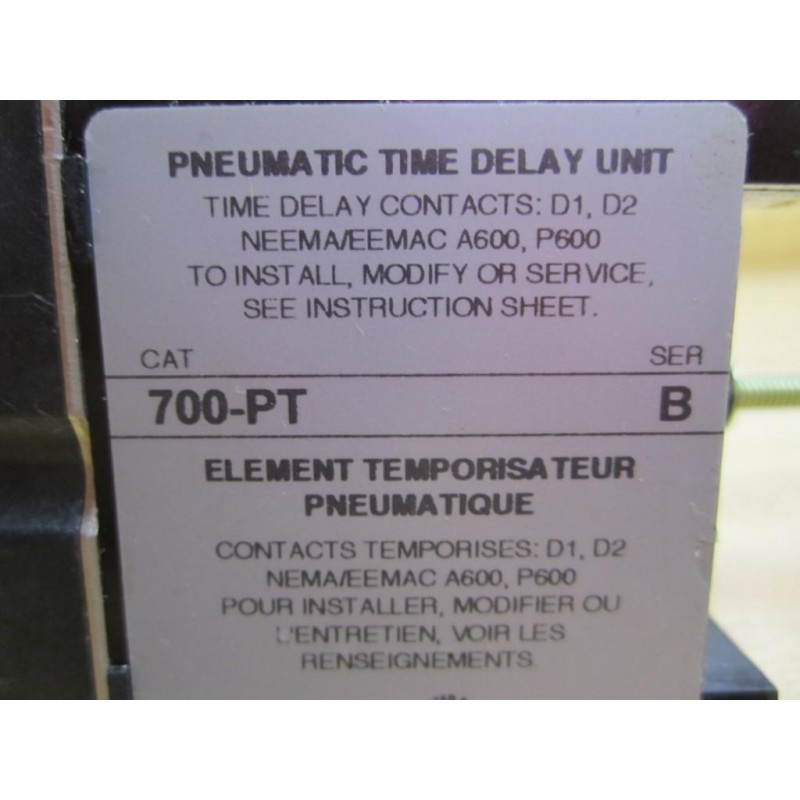 PNEUMATIC TIME DELAY UNIT
TIME DELAY CONTACTS: D1, D2
NEEMA/EEMAC A600, P600
TO INSTALL, MODIFY OR SERVICE,
SEE INSTRUCTION SHEET.
CAT SER
700-PT B
ELEMENT TEMPORISATEUR
PNEUMATIQUE
CONTACTS TEMPORISES: D1, D2
NEMA/EEMAC A600, P600
POUR INSTALLER, MODIFIER OU
L'ENTRETIEN, VOIR LES
RENSEIGNEMENTS